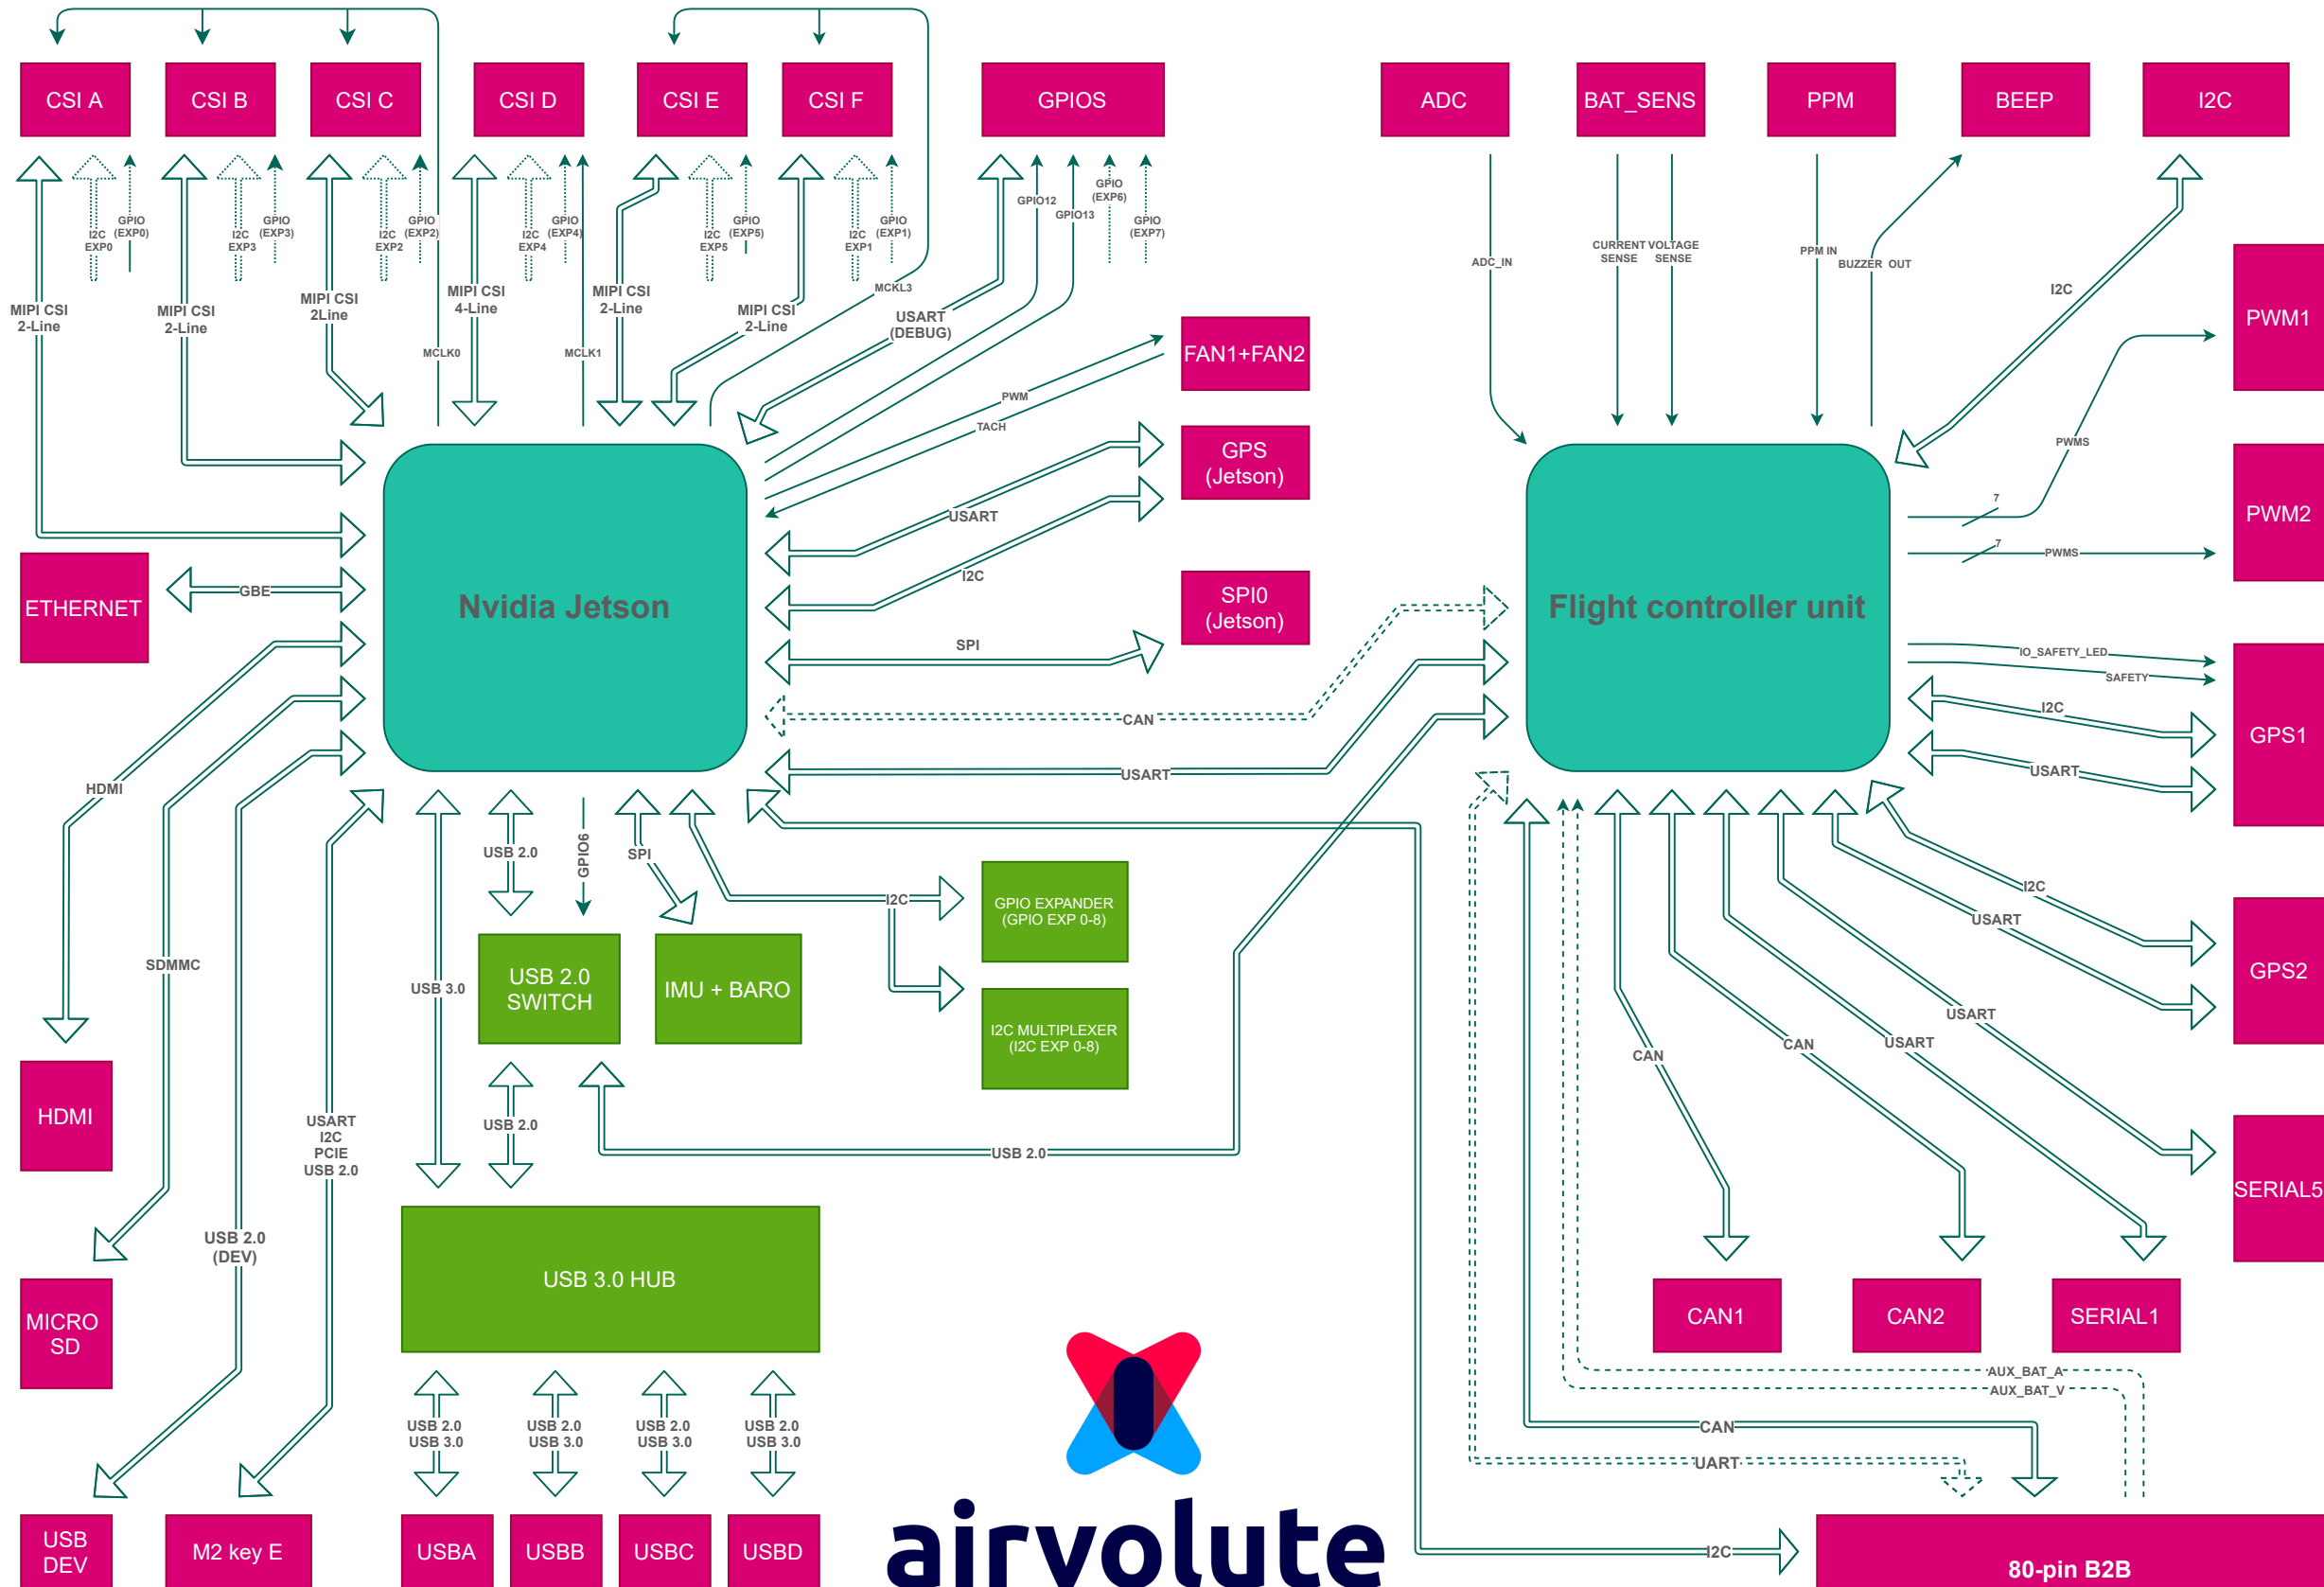 CSI A
CSI B
CSI C
CSI D
CSI E
CSI F
GPIOS
ADC
BAT_SENS
PPM
BEEP
I2C
I2C
EXP0
GPIO
(EXP0)
I2C
EXP3
GPIO
(EXP3)
I2C
EXP2
GPIO
(EXP2)
I2C
EXP4
GPIO
(EXP4)
I2C
EXP5
GPIO
(EXP5)
I2C
EXP1
GPIO
(EXP1)
GPIO12
GPIO13
GPIO
(EXP6)
GPIO
(EXP7)
MIPI CSI
2-Line
MIPI CSI
2-Line
MIPI CSI
2Line
MCLK0
MIPI CSI
4-Line
MCLK1
MIPI CSI
2-Line
MIPI CSI
2-Line
MCKL3
USART
(DEBUG)
ADC_IN
CURRENT
SENSE
VOLTAGE
SENSE
PPM IN
BUZZER OUT
I2C
PWM1
FAN1+FAN2
PWM
TACH
GPS
(Jetson)
USART
I2C
SPI0
(Jetson)
SPI
PWMS
7
PWM2
7
PWMS
ETHERNET
GBE
Nvidia Jetson
Flight controller unit
CAN
USART
IO_SAFETY_LED
SAFETY
I2C
USART
GPS1
HDMI
SDMMC
USB 2.0
(DEV)
USART
I2C
PCIE
USB 2.0
USB 3.0
USB 2.0
GPIO6
SPI
I2C
GPIO EXPANDER
(GPIO EXP 0-8)
I2C MULTIPLEXER
(I2C EXP 0-8)
USB 2.0
SWITCH
IMU + BARO
USB 2.0
USB 2.0
I2C
USART
GPS2
USART
USART
CAN
CAN
SERIAL5
HDMI
MICRO
SD
USB 3.0 HUB
CAN1
CAN2
SERIAL1
AUX_BAT_A
AUX_BAT_V
CAN
UART
USB 2.0
USB 3.0
USB 2.0
USB 3.0
USB 2.0
USB 3.0
USB 2.0
USB 3.0
USB
DEV
M2 key E
USBA
USBB
USBC
USBD
airvolute
I2C
80-pin B2B